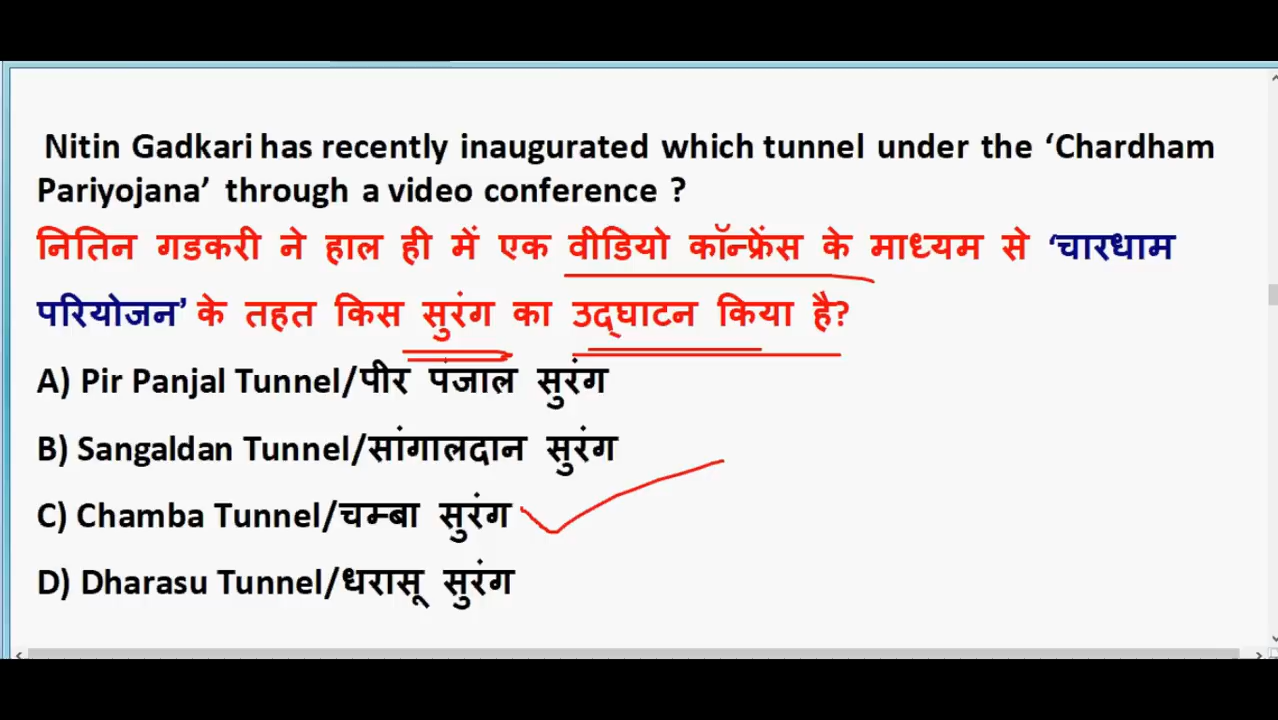 Nitin Gadkari has recently inaugurated which tunnel under the ‘Chardham
Pariyojana’ through a video conference ?
नितिन गडकरी ने हाल ही में एक वीडियो कॉन्फ्रेंस के माध्यम से ‘चारधाम
परियोजन’ के तहत किस सुरंग का उद्घाटन किया है?
A) Pir Panjal Tunnel/पीर पंजाल सुरंग
B) Sangaldan Tunnel/सांगालदान सुरंग
C) Chamba Tunnel/चम्बा सुरंग
D) Dharasu Tunnel/धरासू सुरंग